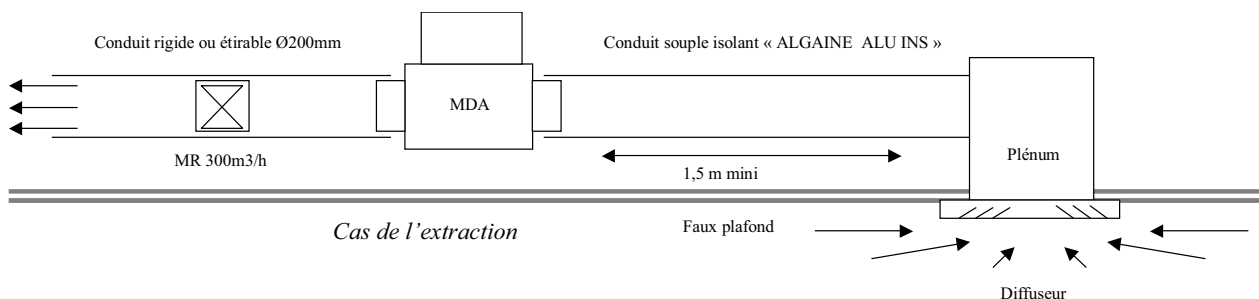 Conduit rigide ou étirable Ø200mm
Conduit souple isolant « ALGAINE ALU INS »
MDA
MR 300m3/h
1,5 m mini
Plénum
Cas de l’extraction
Faux plafond
Diffuseur